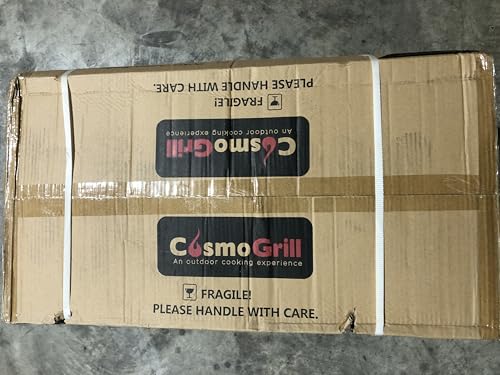 PLEASE HANDLE WITH CARE.
FRAGILE!
CosmoGrill
An outdoor cooking experience
CosmoGrill
An outdoor cooking experience
FRAGILE!
PLEASE HANDLE WITH CARE.